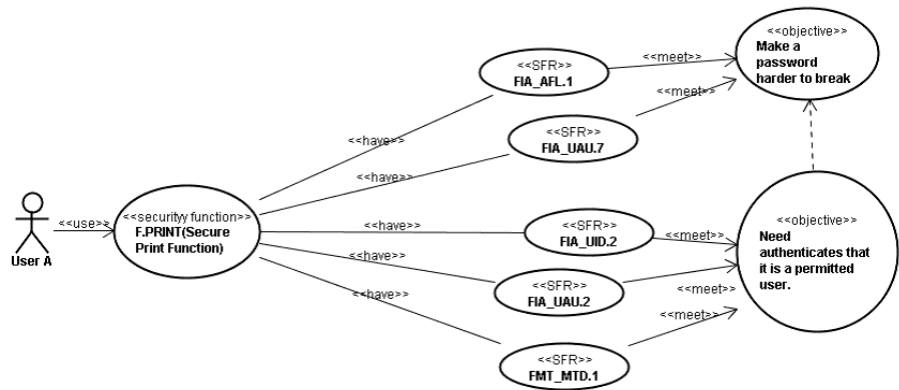 <<objective>>
Make a
password
harder to break
<<SFR>>
FIA_AFL.1
<<meet>>
<<meet>>
<<SFR>>
FIA_UAU.7
<<have>>
<<have>>
<<securityy function>>
F.PRINT(Secure
Print Function)
<<use>>
User A
<<have>>
<<SFR>>
FIA_UID.2
<<meet>>
<<objective>>
Need
authenticates that
it is a permitted
user.
<<have>>
<<SFR>>
FIA_UAU.2
<<meet>>
<<have>>
<<meet>>
<<SFR>>
FMT_MTD.1